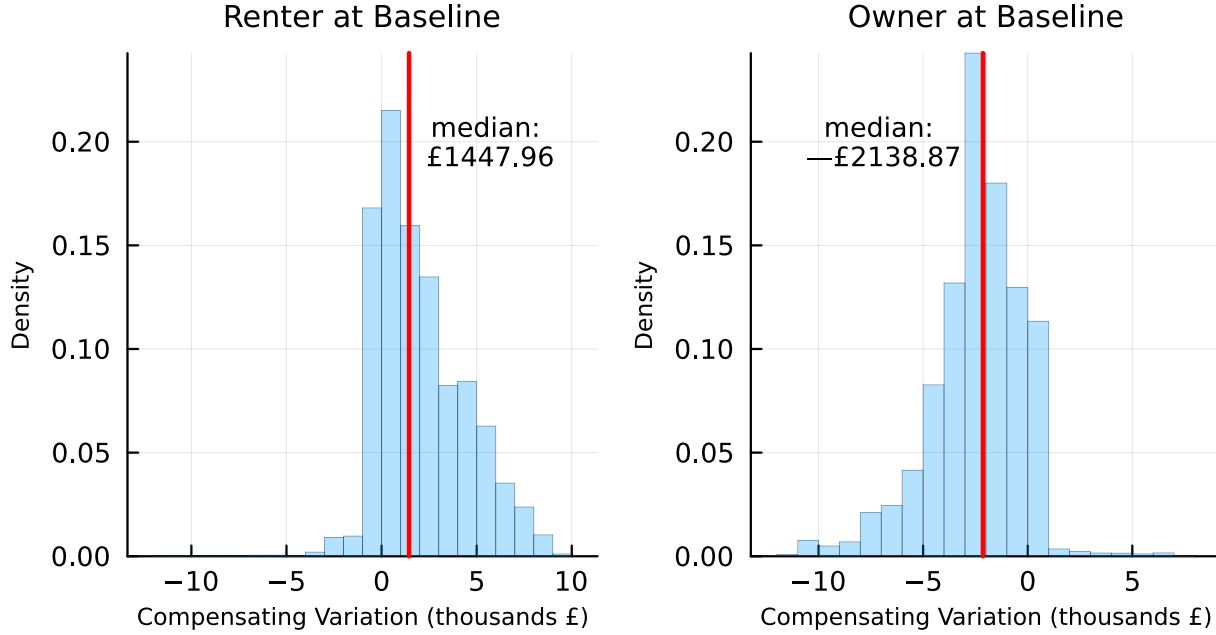 Renter at Baseline
median:
£1447.96
0.20
0.15
0.10
0.05
0.00
Density
−10
−5
0
5
10
Compensating Variation (thousands £)
Owner at Baseline
median:
—£2138.87
0.20
0.15
0.10
0.05
0.00
Density
−10
−5
0
5
Compensating Variation (thousands £)